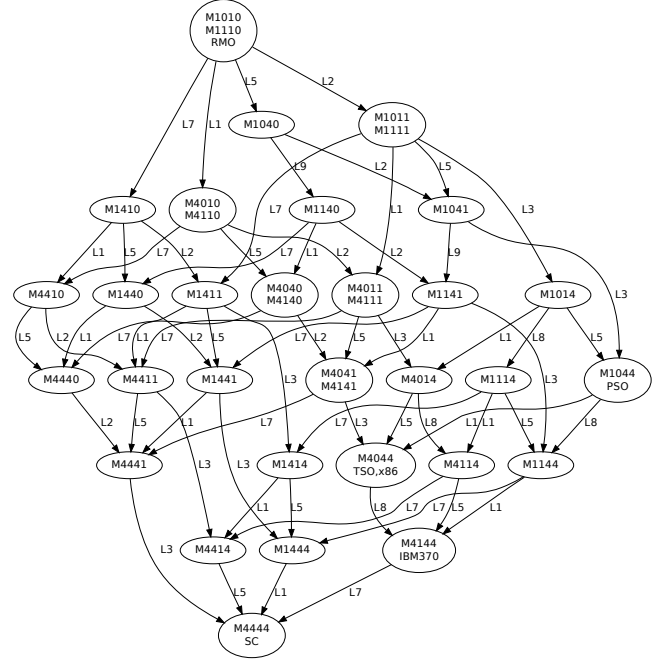 M1010
M1110
RMO
L5
L2
L7
L1
M1040
M1011
M1111
L9
L2
L5
L7
L1
L3
M1410
M4010
M4110
M1140
M1041
L1
L5
L7
L2
L5
L7
L1
L2
L2
L9
L3
M4410
M1440
M1411
M4040
M4140
M4011
M4111
M1141
M1014
L5
L2
L1
L7
L1
L7
L2
L5
L2
L7
L5
L3
L1
L1
L8
L5
L3
L3
M4440
M4411
M1441
M4041
M4141
M4014
M1114
M1044
PSO
L2
L5
L1
L7
L3
L7
L5
L8
L1
L1
L5
L8
L3
L3
M4441
M1414
M4044
TSO,x86
M4114
M1144
L1
L5
L8
L7
L7
L5
L1
L3
M4414
M1444
M4144
IBM370
L5
L1
L7
M4444
SC